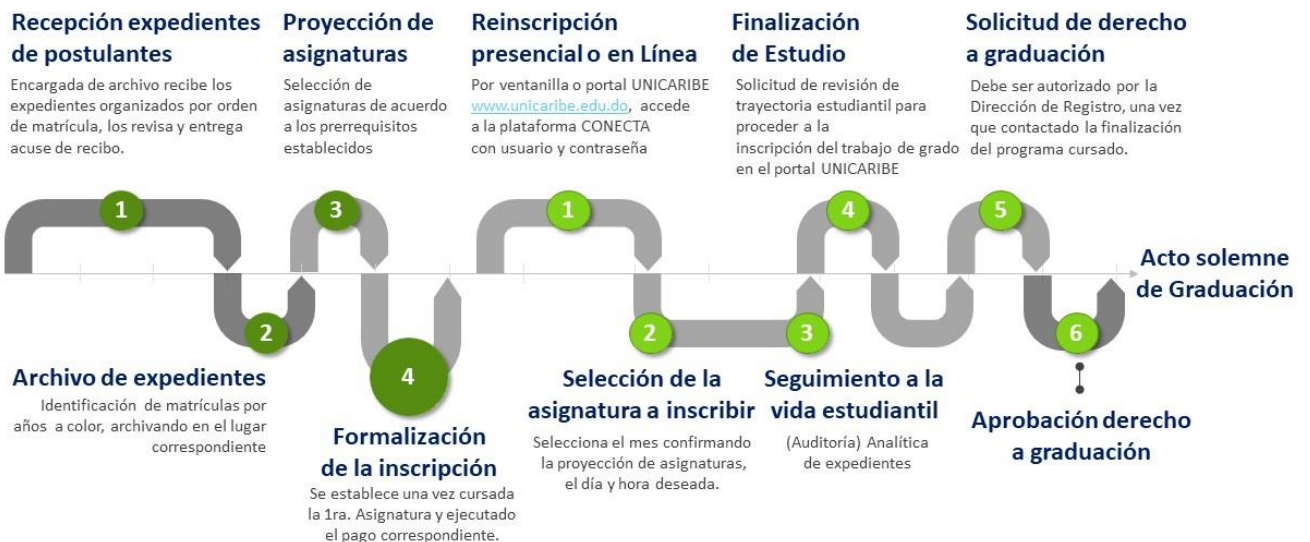 Recepción expedientes
de postulantes
Encargada de archivo recibe los
expedientes organizados por orden
de matrícula, los revisa y entrega
acuse de recibo.
Proyección de
asignaturas
Selección de
asignaturas de acuerdo
a los prerrequisitos
establecidos
Reinscripción
presencial o en Línea
Por ventanilla o portal UNICARIBE
www.unicaribe.edu.do, accede
a la plataforma CONECTA
con usuario y contraseña
Finalización
de Estudio
Solicitud de revisión de
trayectoria estudiantil para
proceder a la
inscripción del trabajo de grado
en el portal UNICARIBE
Solicitud de derecho
a graduación
Debe ser autorizado por la
Dirección de Registro, una vez
que contactado la finalización
del programa cursado.
1
3
1
4
5
Acto solemne
de Graduación
2
4
2
3
6
Archivo de expedientes
Identificación de matrículas por
años a color, archivando en el lugar
correspondiente
Formalización
de la inscripción
Se establece una vez cursada
la 1ra. Asignatura y ejecutado
el pago correspondiente.
Selección de la
asignatura a inscribir
Selecciona el mes confirmando
la proyección de asignaturas,
el día y hora deseada.
Seguimiento a la
vida estudiantil
(Auditoría) Analítica
de expedientes
Aprobación derecho
a graduación